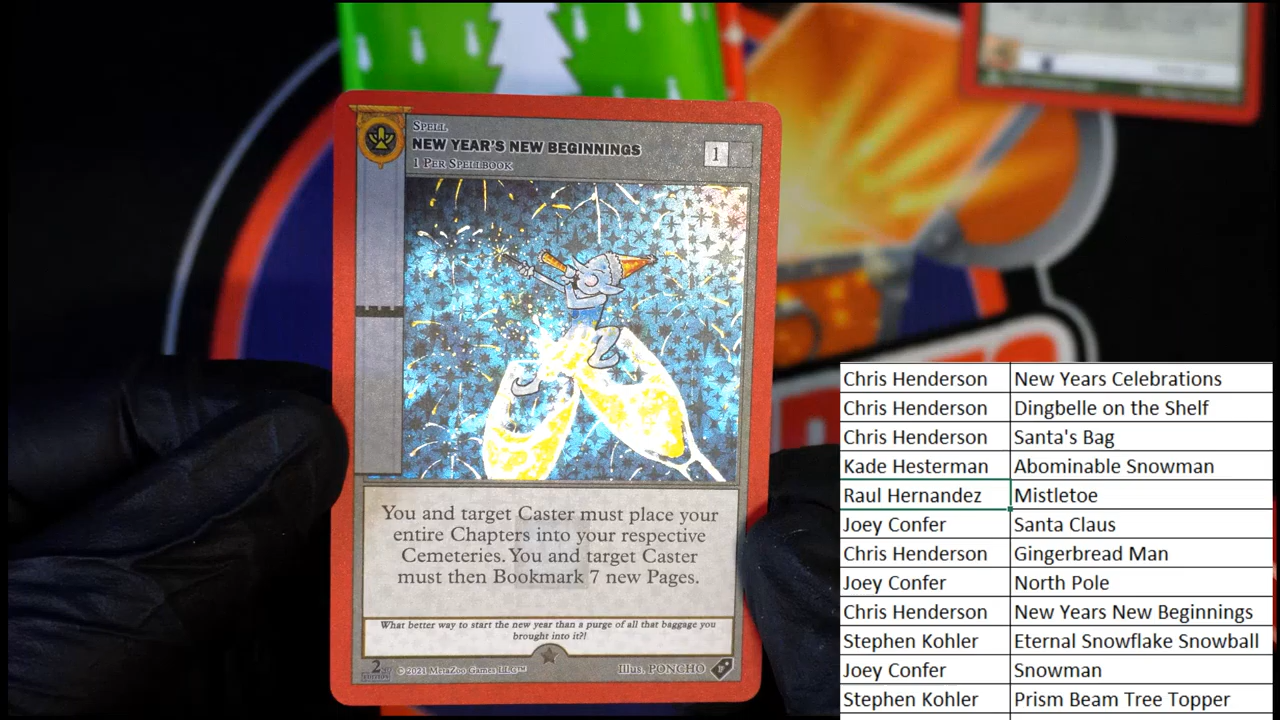 SPELL
NEW YEAR'S NEW BEGINNINGS
1 PER SPELLBOOK
1
You and target Caster must place your
entire Chapters into your respective
Cemeteries. You and target Caster
must then Bookmark 7 new Pages.
What better way to start the new year than a purge of all that baggage you
brought into it?!
2ND EDITION
© 2021 MetaZoo Games LLC™
Illus. PONCHO
Chris Henderson New Years Celebrations
Chris Henderson Dingbelle on the Shelf
Chris Henderson Santa's Bag
Kade Hesterman Abominable Snowman
Raul Hernandez Mistletoe
Joey Confer Santa Claus
Chris Henderson Gingerbread Man
Joey Confer North Pole
Chris Henderson New Years New Beginnings
Stephen Kohler Eternal Snowflake Snowball
Joey Confer Snowman
Stephen Kohler Prism Beam Tree Topper